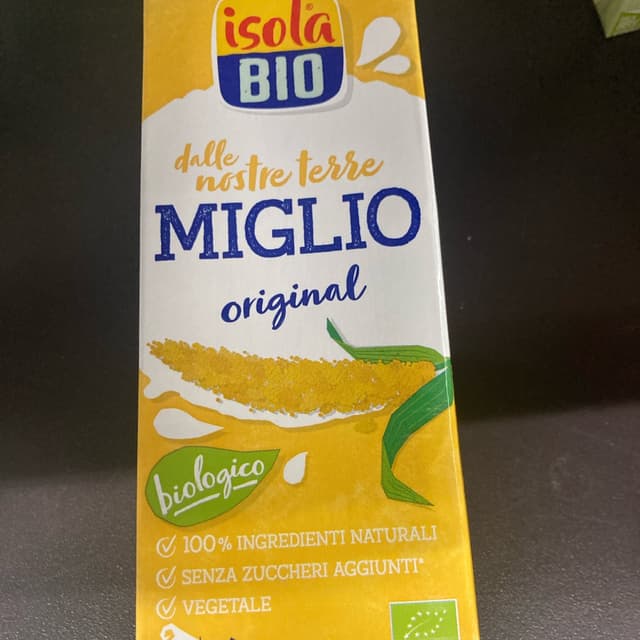 isola®
BIO
dalle
nostre terre
MIGLIO
original
biologico
100% INGREDIENTI NATURALI
SENZA ZUCCHERI AGGIUNTI*
VEGETALE